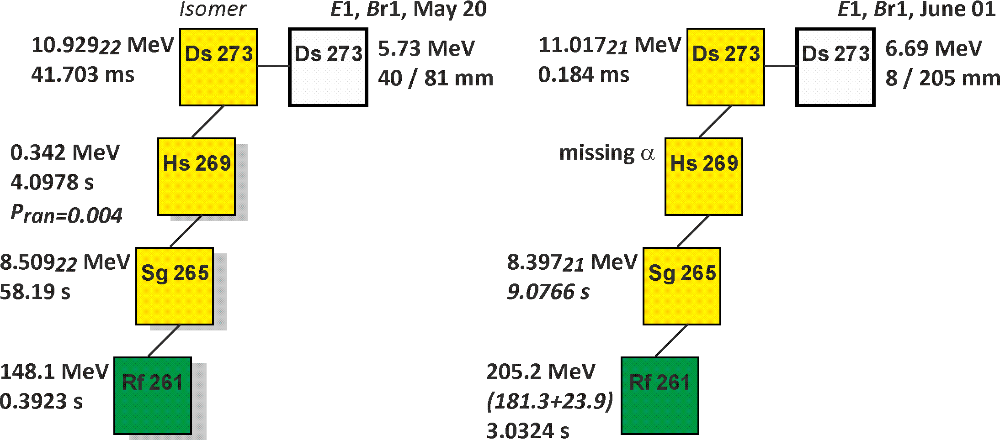 Isomer
E1, Br1, May 20
10.92922 MeV
41.703 ms
Ds 273
Ds 273
5.73 MeV
40 / 81 mm
0.342 MeV
4.0978 s
Pran=0.004
Hs 269
8.50922 MeV
58.19 s
Sg 265
148.1 MeV
0.3923 s
Rf 261
E1, Br1, June 01
11.01721 MeV
0.184 ms
Ds 273
Ds 273
6.69 MeV
8 / 205 mm
missing α
Hs 269
8.39721 MeV
9.0766 s
Sg 265
205.2 MeV
(181.3+23.9)
3.0324 s
Rf 261